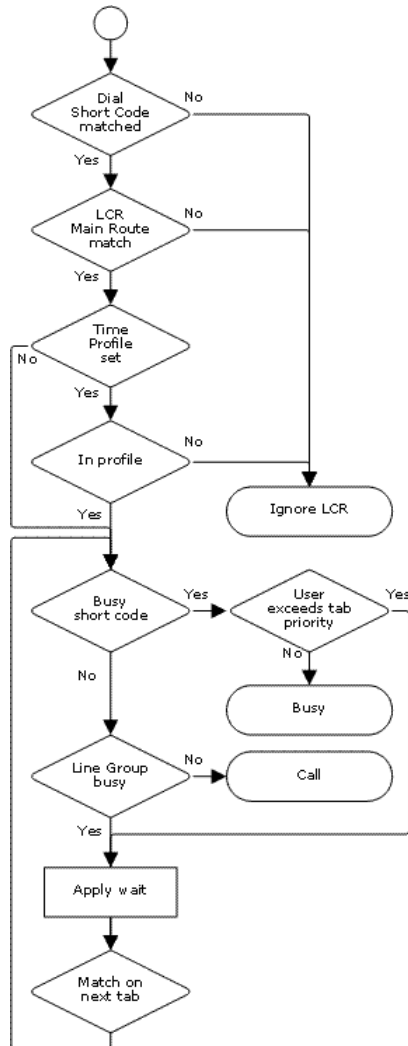 Dial
Short Code
matched
No
Yes
LCR
Main Route
match
No
Yes
Time
Profile
set
No
Yes
In profile
No
Yes
Ignore LCR
Busy
short code
Yes
User
exceeds tab
priority
Yes
No
No
Busy
Line Group
busy
No
Call
Yes
Apply wait
Match on
next tab